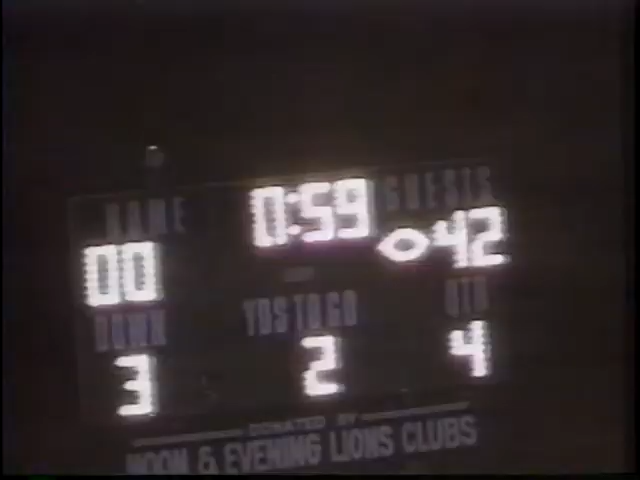 0:59 GUESTS
00 42
DOWN YDS TO GO QTR
3 2 4
DONATED BY
NOON & EVENING LIONS CLUBS